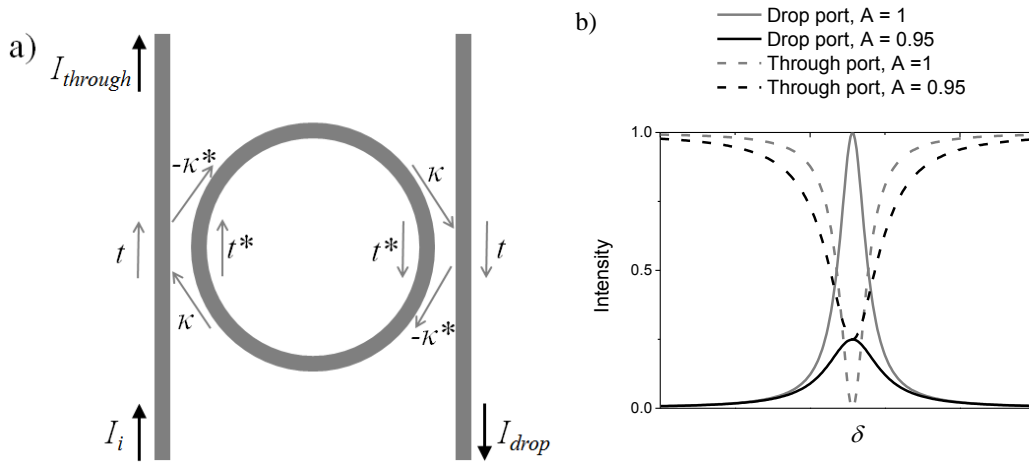 a)
I_through
-κ*
κ
t
t*
t*
t
κ
-κ*
I_i
I_drop
b)
Drop port, A = 1
Drop port, A = 0.95
Through port, A =1
Through port, A = 0.95
1.0
0.5
0.0
Intensity
δ